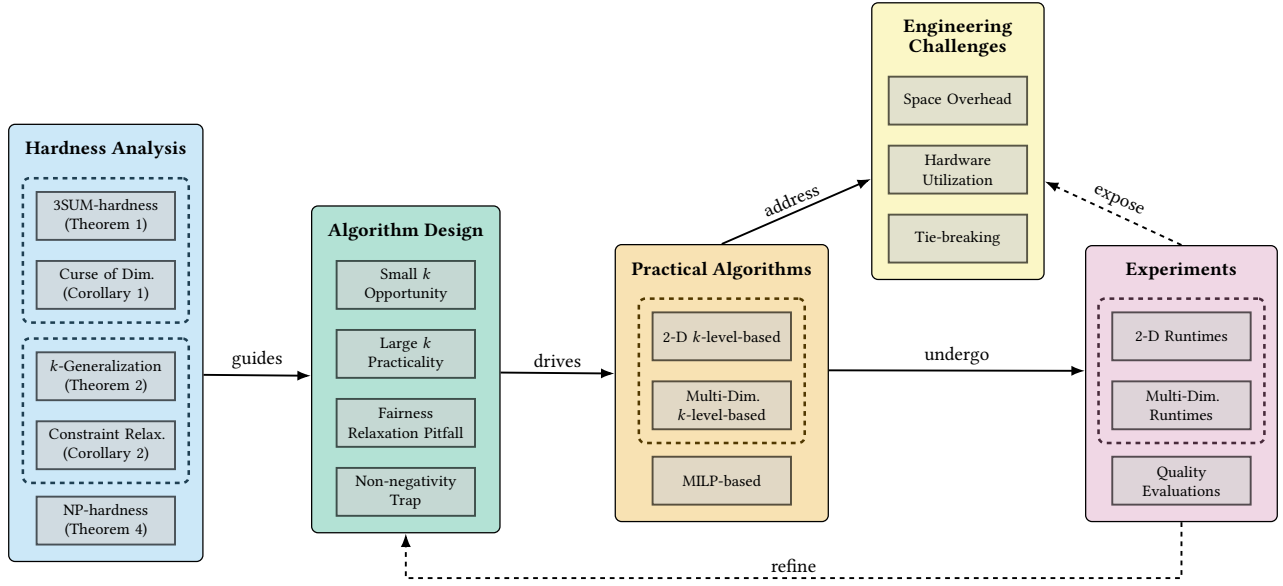 Hardness Analysis
3SUM-hardness
(Theorem 1)
Curse of Dim.
(Corollary 1)
k-Generalization
(Theorem 2)
Constraint Relax.
(Corollary 2)
NP-hardness
(Theorem 4)
guides
Algorithm Design
Small k
Opportunity
Large k
Practicality
Fairness
Relaxation Pitfall
Non-negativity
Trap
drives
Practical Algorithms
2-D k-level-based
Multi-Dim.
k-level-based
MILP-based
address
Engineering
Challenges
Space Overhead
Hardware
Utilization
Tie-breaking
expose
undergo
Experiments
2-D Runtimes
Multi-Dim.
Runtimes
Quality
Evaluations
refine